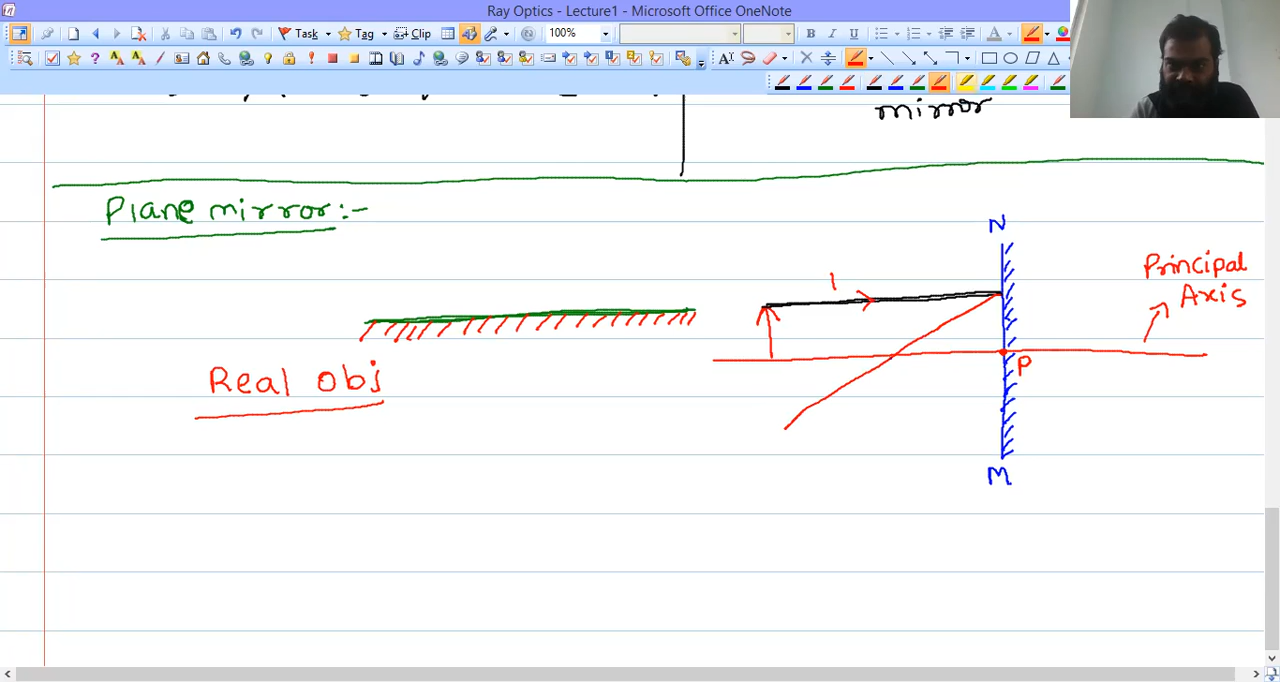 Ray Optics - Lecture1 - Microsoft Office OneNote
Task
Tag
Clip
100%
B I U
A
mirror
Plane mirror:-
N
Principal
Axis
1
Real obj
P
M